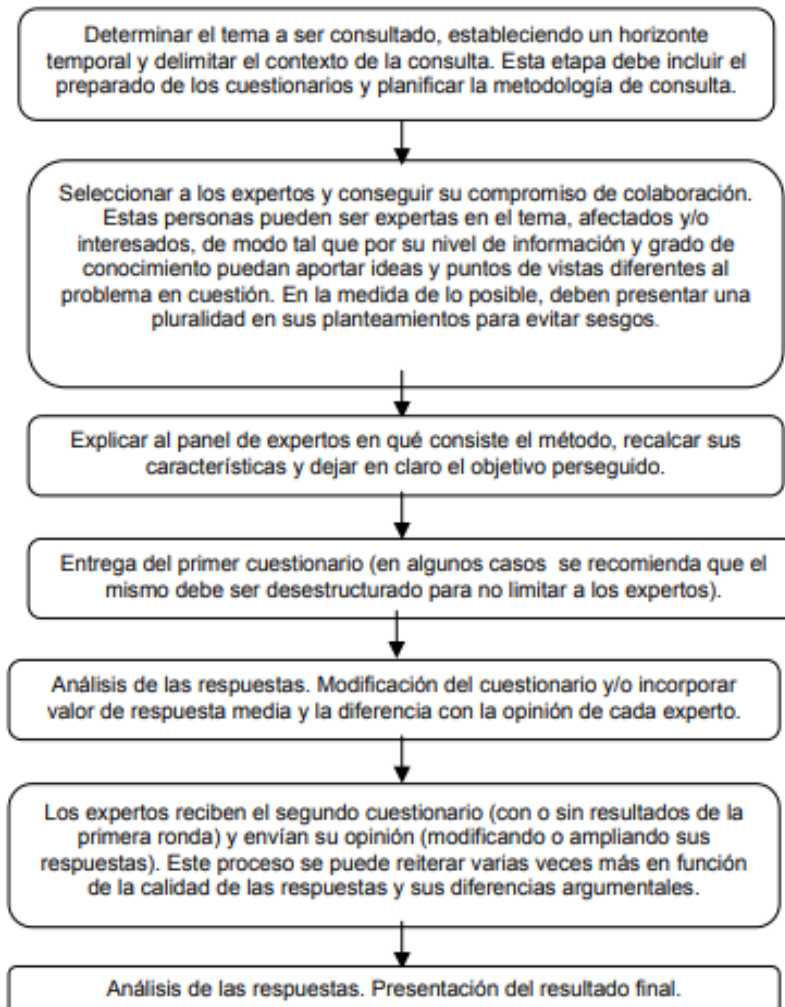 Determinar el tema a ser consultado, estableciendo un horizonte
temporal y delimitar el contexto de la consulta. Esta etapa debe incluir el
preparado de los cuestionarios y planificar la metodología de consulta.
Seleccionar a los expertos y conseguir su compromiso de colaboración.
Estas personas pueden ser expertas en el tema, afectados y/o
interesados, de modo tal que por su nivel de información y grado de
conocimiento puedan aportar ideas y puntos de vistas diferentes al
problema en cuestión. En la medida de lo posible, deben presentar una
pluralidad en sus planteamientos para evitar sesgos.
Explicar al panel de expertos en qué consiste el método, recalcar sus
características y dejar en claro el objetivo perseguido.
Entrega del primer cuestionario (en algunos casos se recomienda que el
mismo debe ser desestructurado para no limitar a los expertos).
Análisis de las respuestas. Modificación del cuestionario y/o incorporar
valor de respuesta media y la diferencia con la opinión de cada experto.
Los expertos reciben el segundo cuestionario (con o sin resultados de la
primera ronda) y envían su opinión (modificando o ampliando sus
respuestas). Este proceso se puede reiterar varias veces más en función
de la calidad de las respuestas y sus diferencias argumentales.
Análisis de las respuestas. Presentación del resultado final.